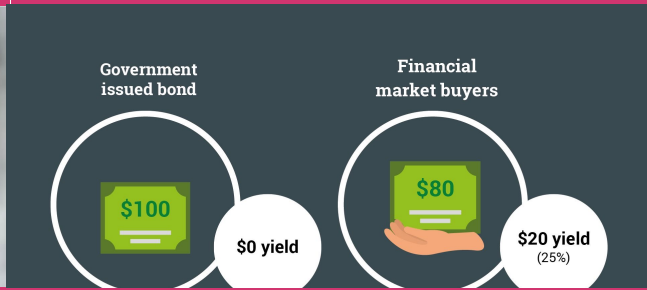 Government
issued bond
$100
$0 yield
Financial
market buyers
$80
$20 yield
(25%)